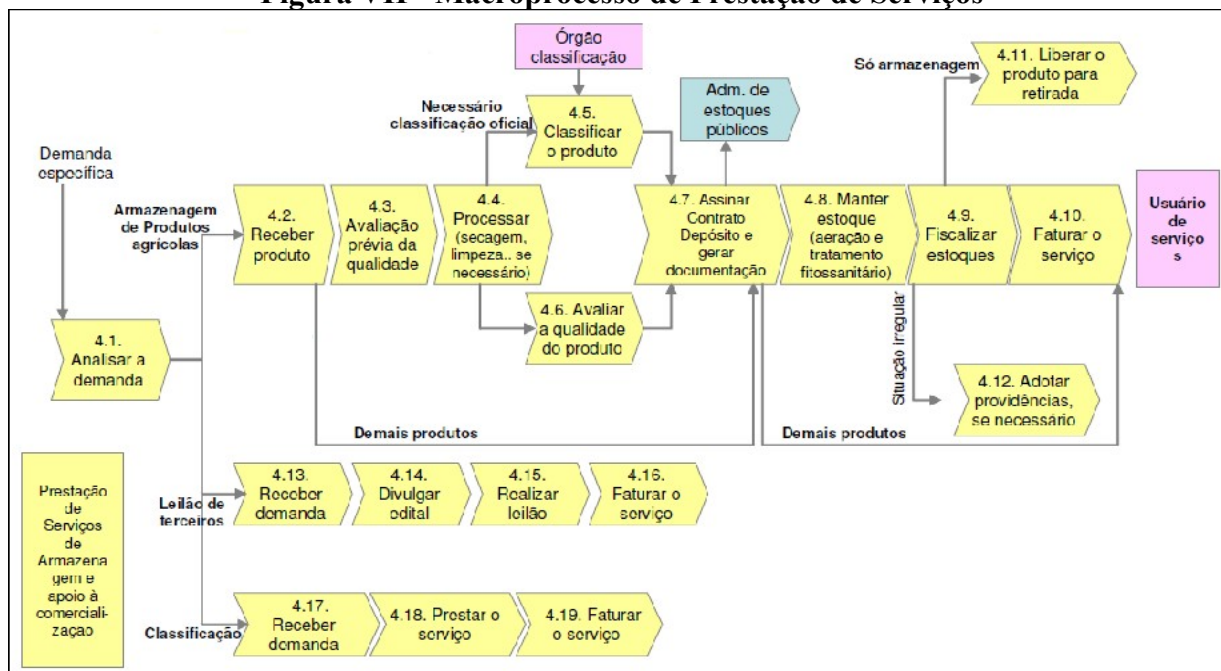 Figura VII - Macroprocesso de Prestação de Serviços
Órgão
classificação
Só armazenagem
4.11. Liberar o
produto para
retirada
Adm. de
estoques
públicos
Necessário
classificação oficial
4.5.
Classificar
o produto
Demanda
específica
Armazenagem
de Produtos
agrícolas
4.2.
Receber
produto
4.3.
Avaliação
prévia da
qualidade
4.4.
Processar
(secagem,
limpeza.. se
necessário)
4.7. Assinar
Contrato
Depósito e
gerar
documentação
4.8. Manter
estoque
(aeração e
tratamento
fitossanitário)
4.9.
Fiscalizar
estoques
4.10.
Faturar o
serviço
Usuário
de
serviço
s
4.6. Avaliar
a qualidade
do produto
4.1.
Analisar a
demanda
Situação irregular
4.12. Adotar
providências,
se necessário
Demais produtos
Demais produtos
Prestação
de
Serviços
de
Armazena
gem e
apoio à
comerciali-
zação
Leilão de
terceiros
4.13.
Receber
demanda
4.14.
Divulgar
edital
4.15.
Realizar
leilão
4.16.
Faturar o
serviço
Classificação
4.17.
Receber
demanda
4.18. Prestar o
serviço
4.19. Faturar
o serviço